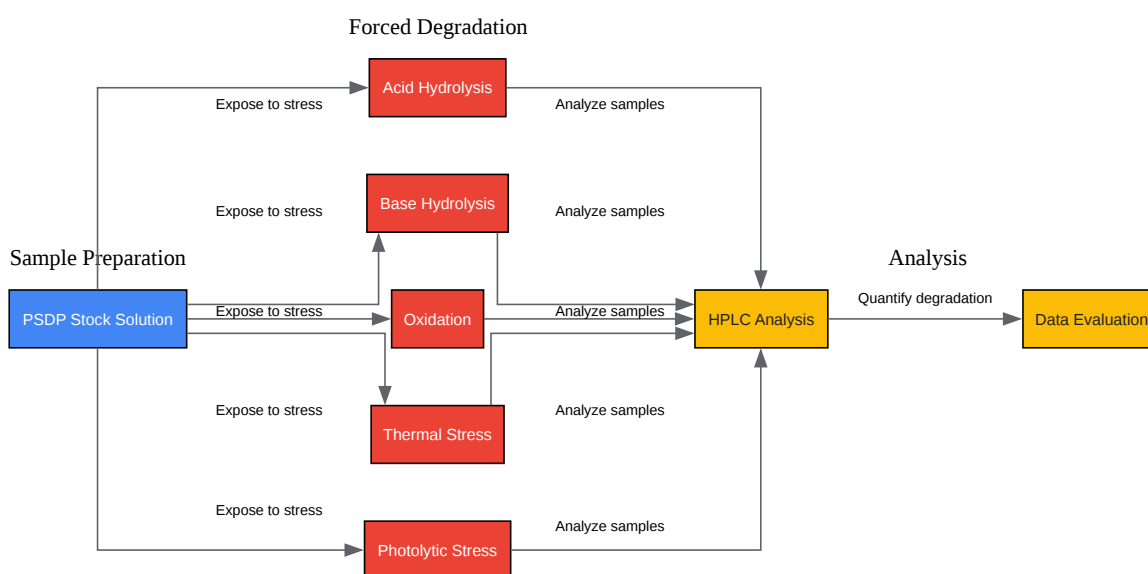 Forced Degradation
Acid Hydrolysis
Expose to stress
Analyze samples
Base Hydrolysis
Expose to stress
Analyze samples
Sample Preparation
Analysis
PSDP Stock Solution
Expose to stress
Oxidation
Analyze samples
HPLC Analysis
Quantify degradation
Data Evaluation
Expose to stress
Thermal Stress
Analyze samples
Expose to stress
Photolytic Stress
Analyze samples